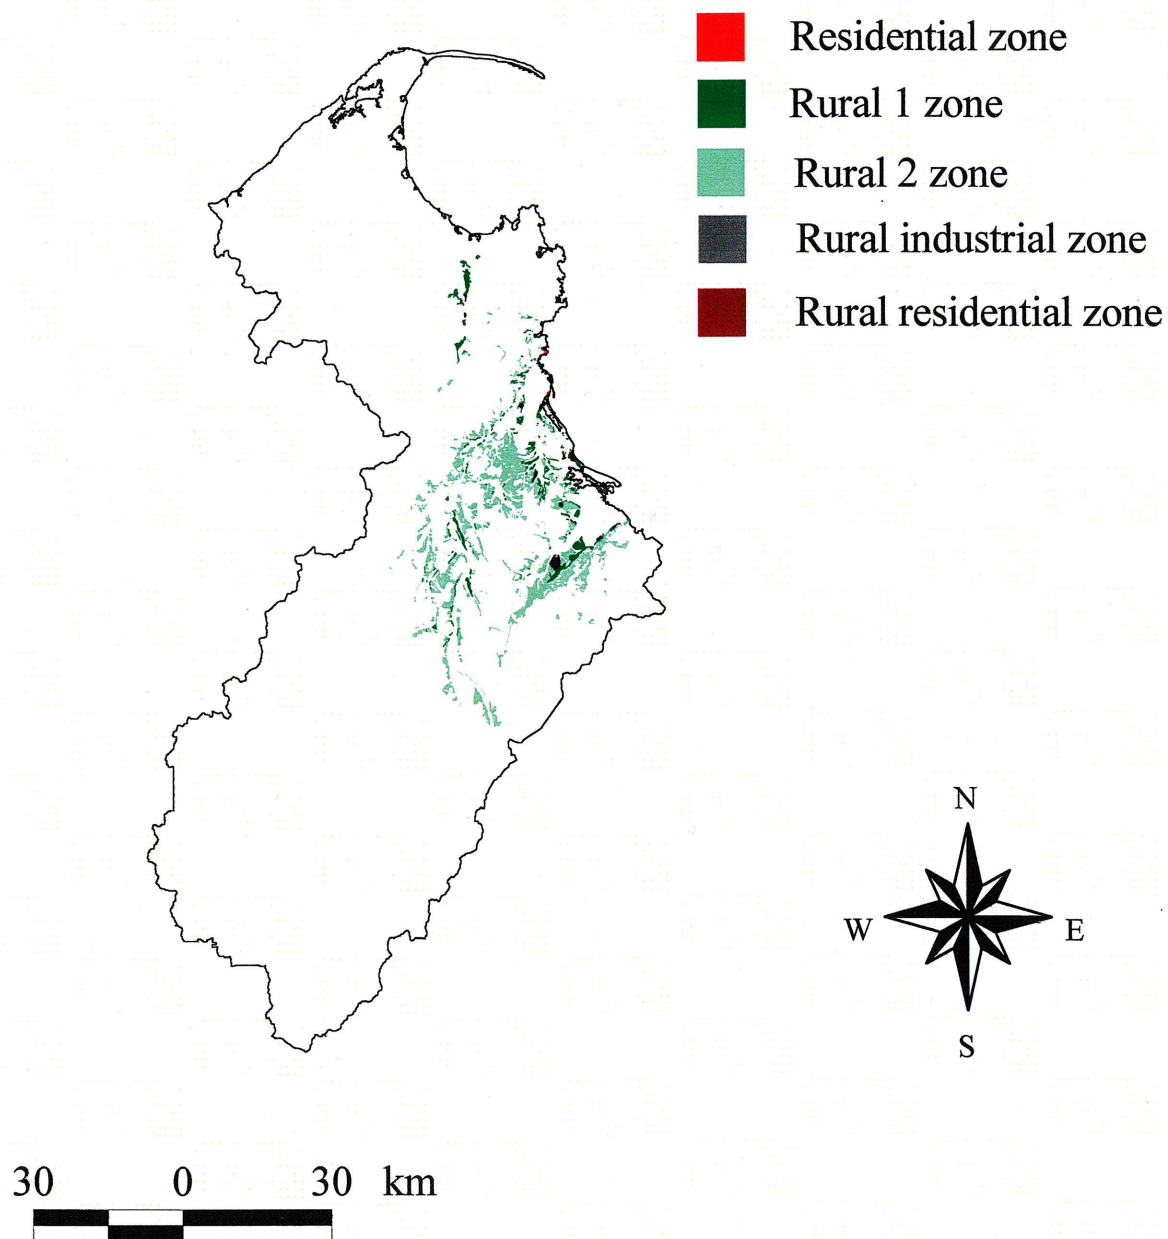 Residential zone
Rural 1 zone
Rural 2 zone
Rural industrial zone
Rural residential zone
N
W
E
S
30 0 30 km